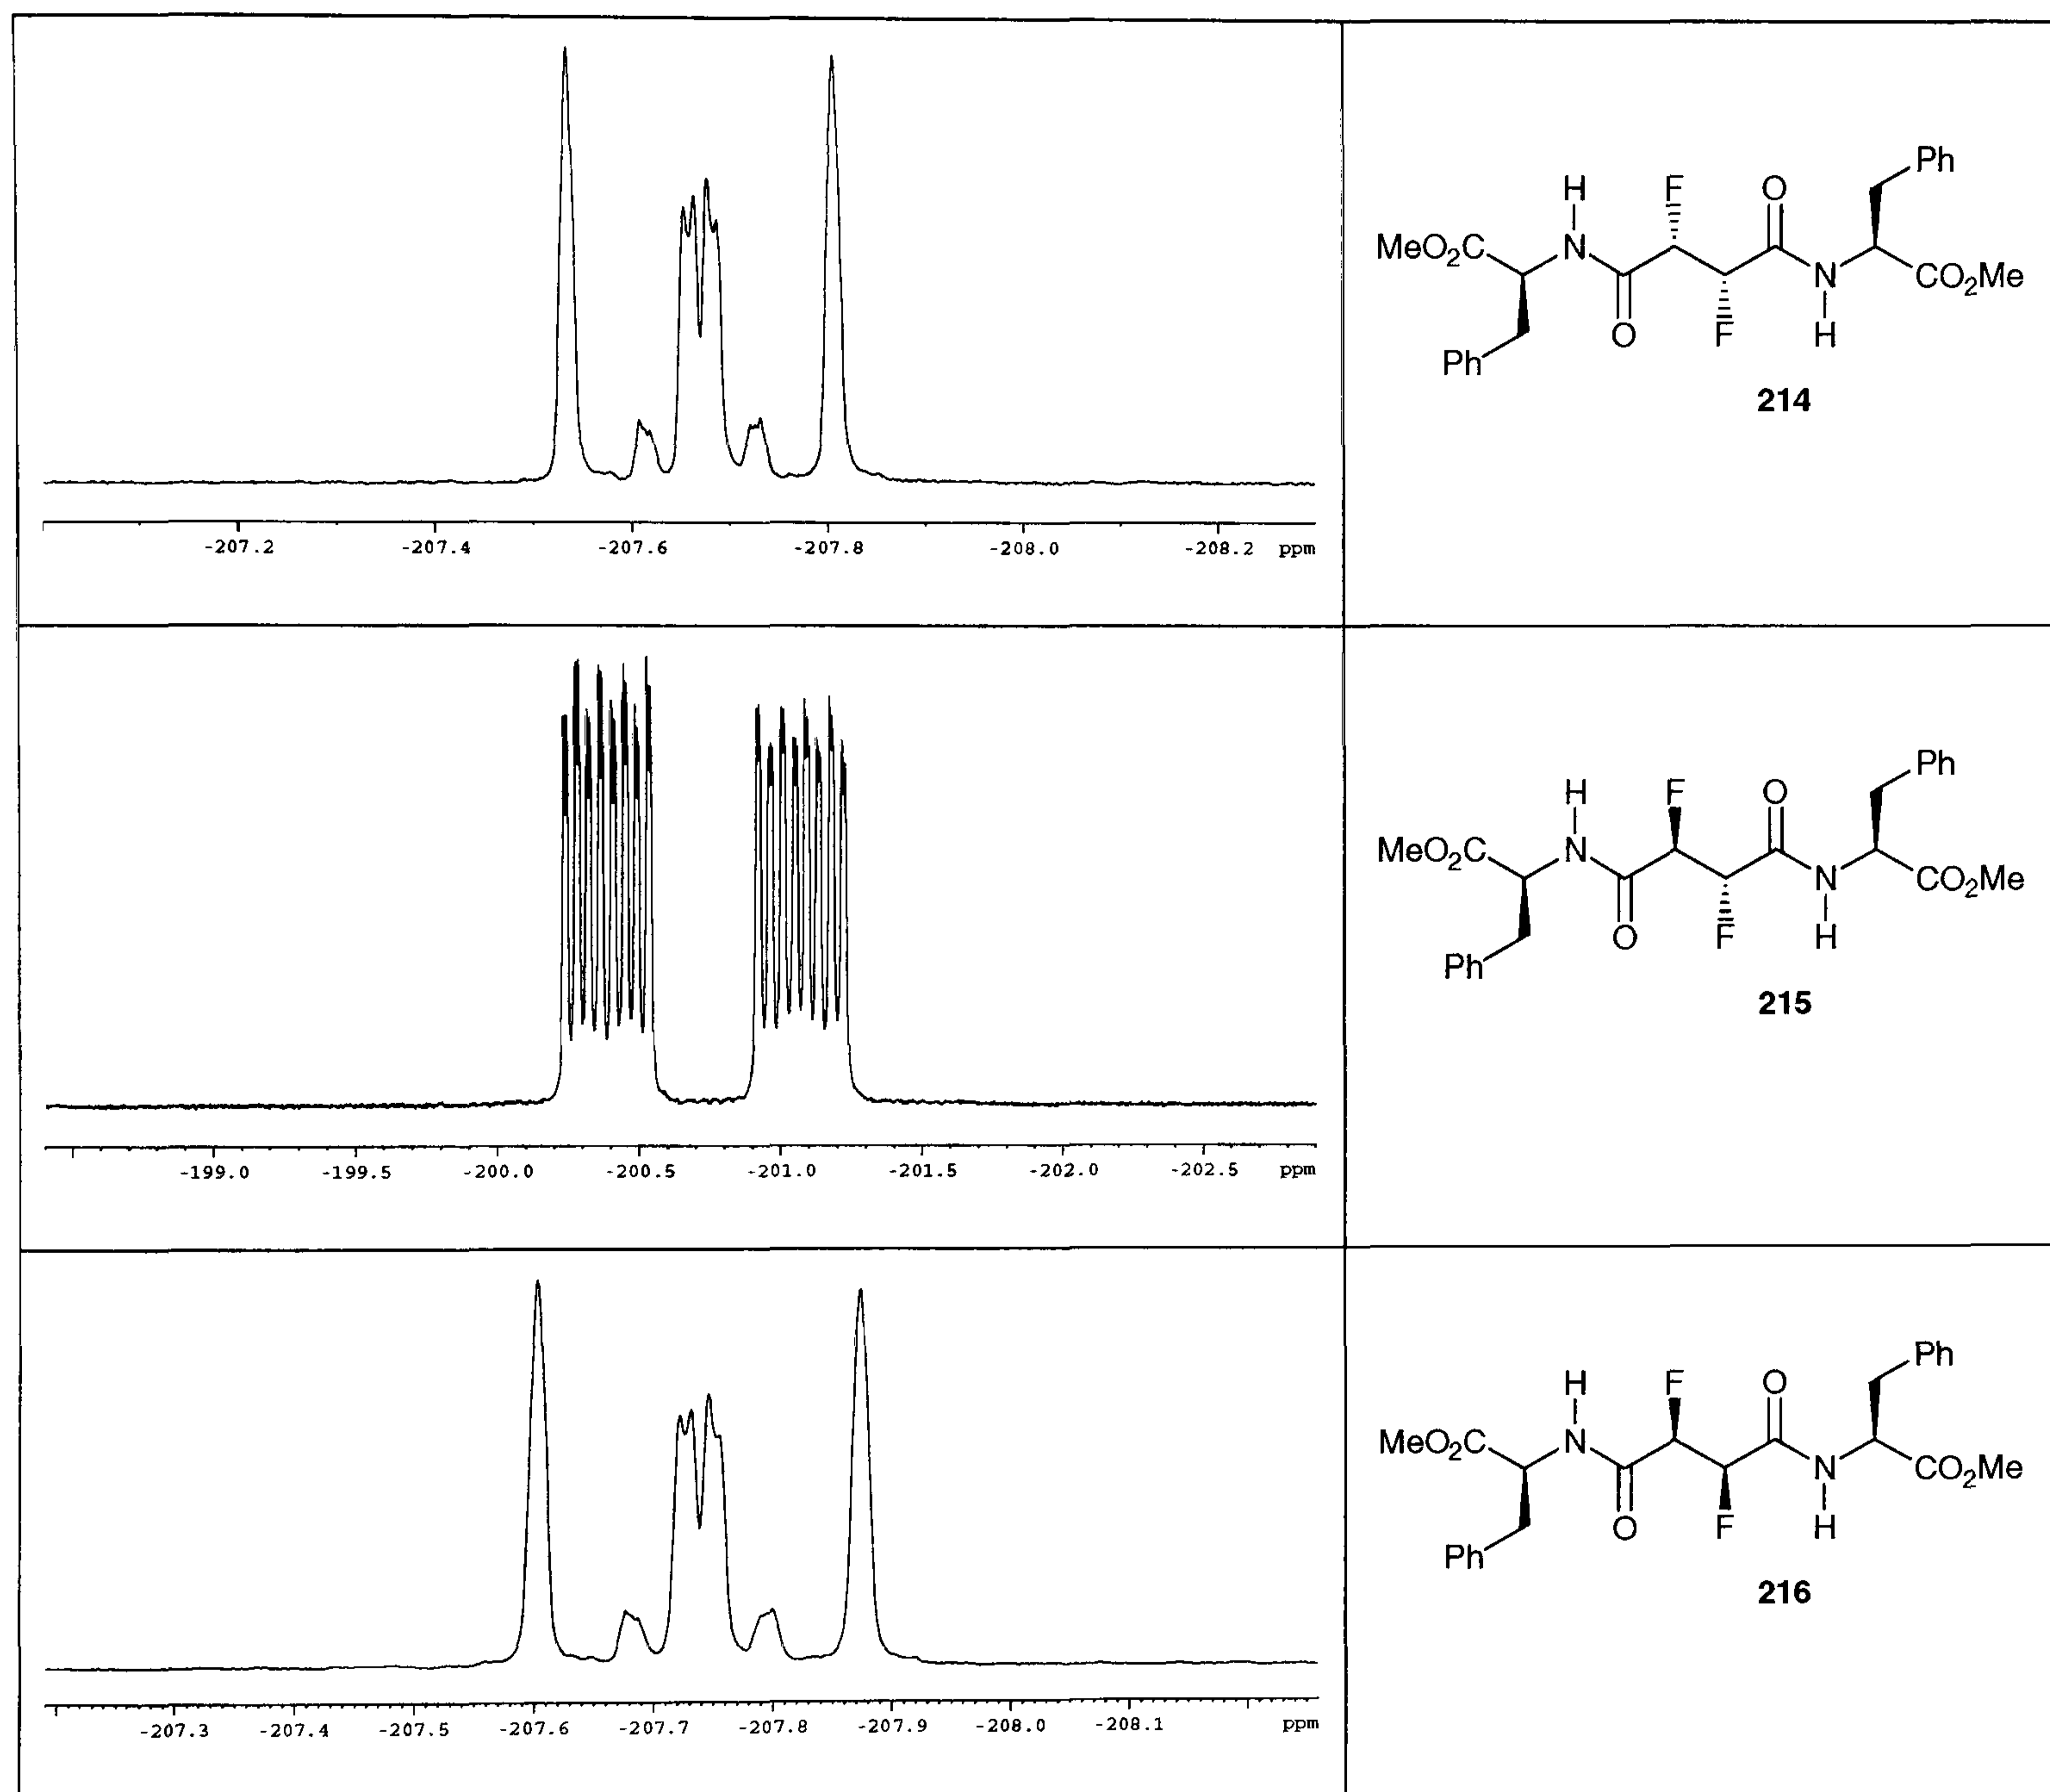 -207.2 -207.4 -207.6 -207.8 -208.0 -208.2 ppm
Ph
H F O
MeO₂C N N CO₂Me
O F H
Ph
214
-199.0 -199.5 -200.0 -200.5 -201.0 -201.5 -202.0 -202.5 ppm
Ph
H F O
MeO₂C N N CO₂Me
O F H
Ph
215
-207.3 -207.4 -207.5 -207.6 -207.7 -207.8 -207.9 -208.0 -208.1 ppm
Ph
H F O
MeO₂C N N CO₂Me
O F H
Ph
216